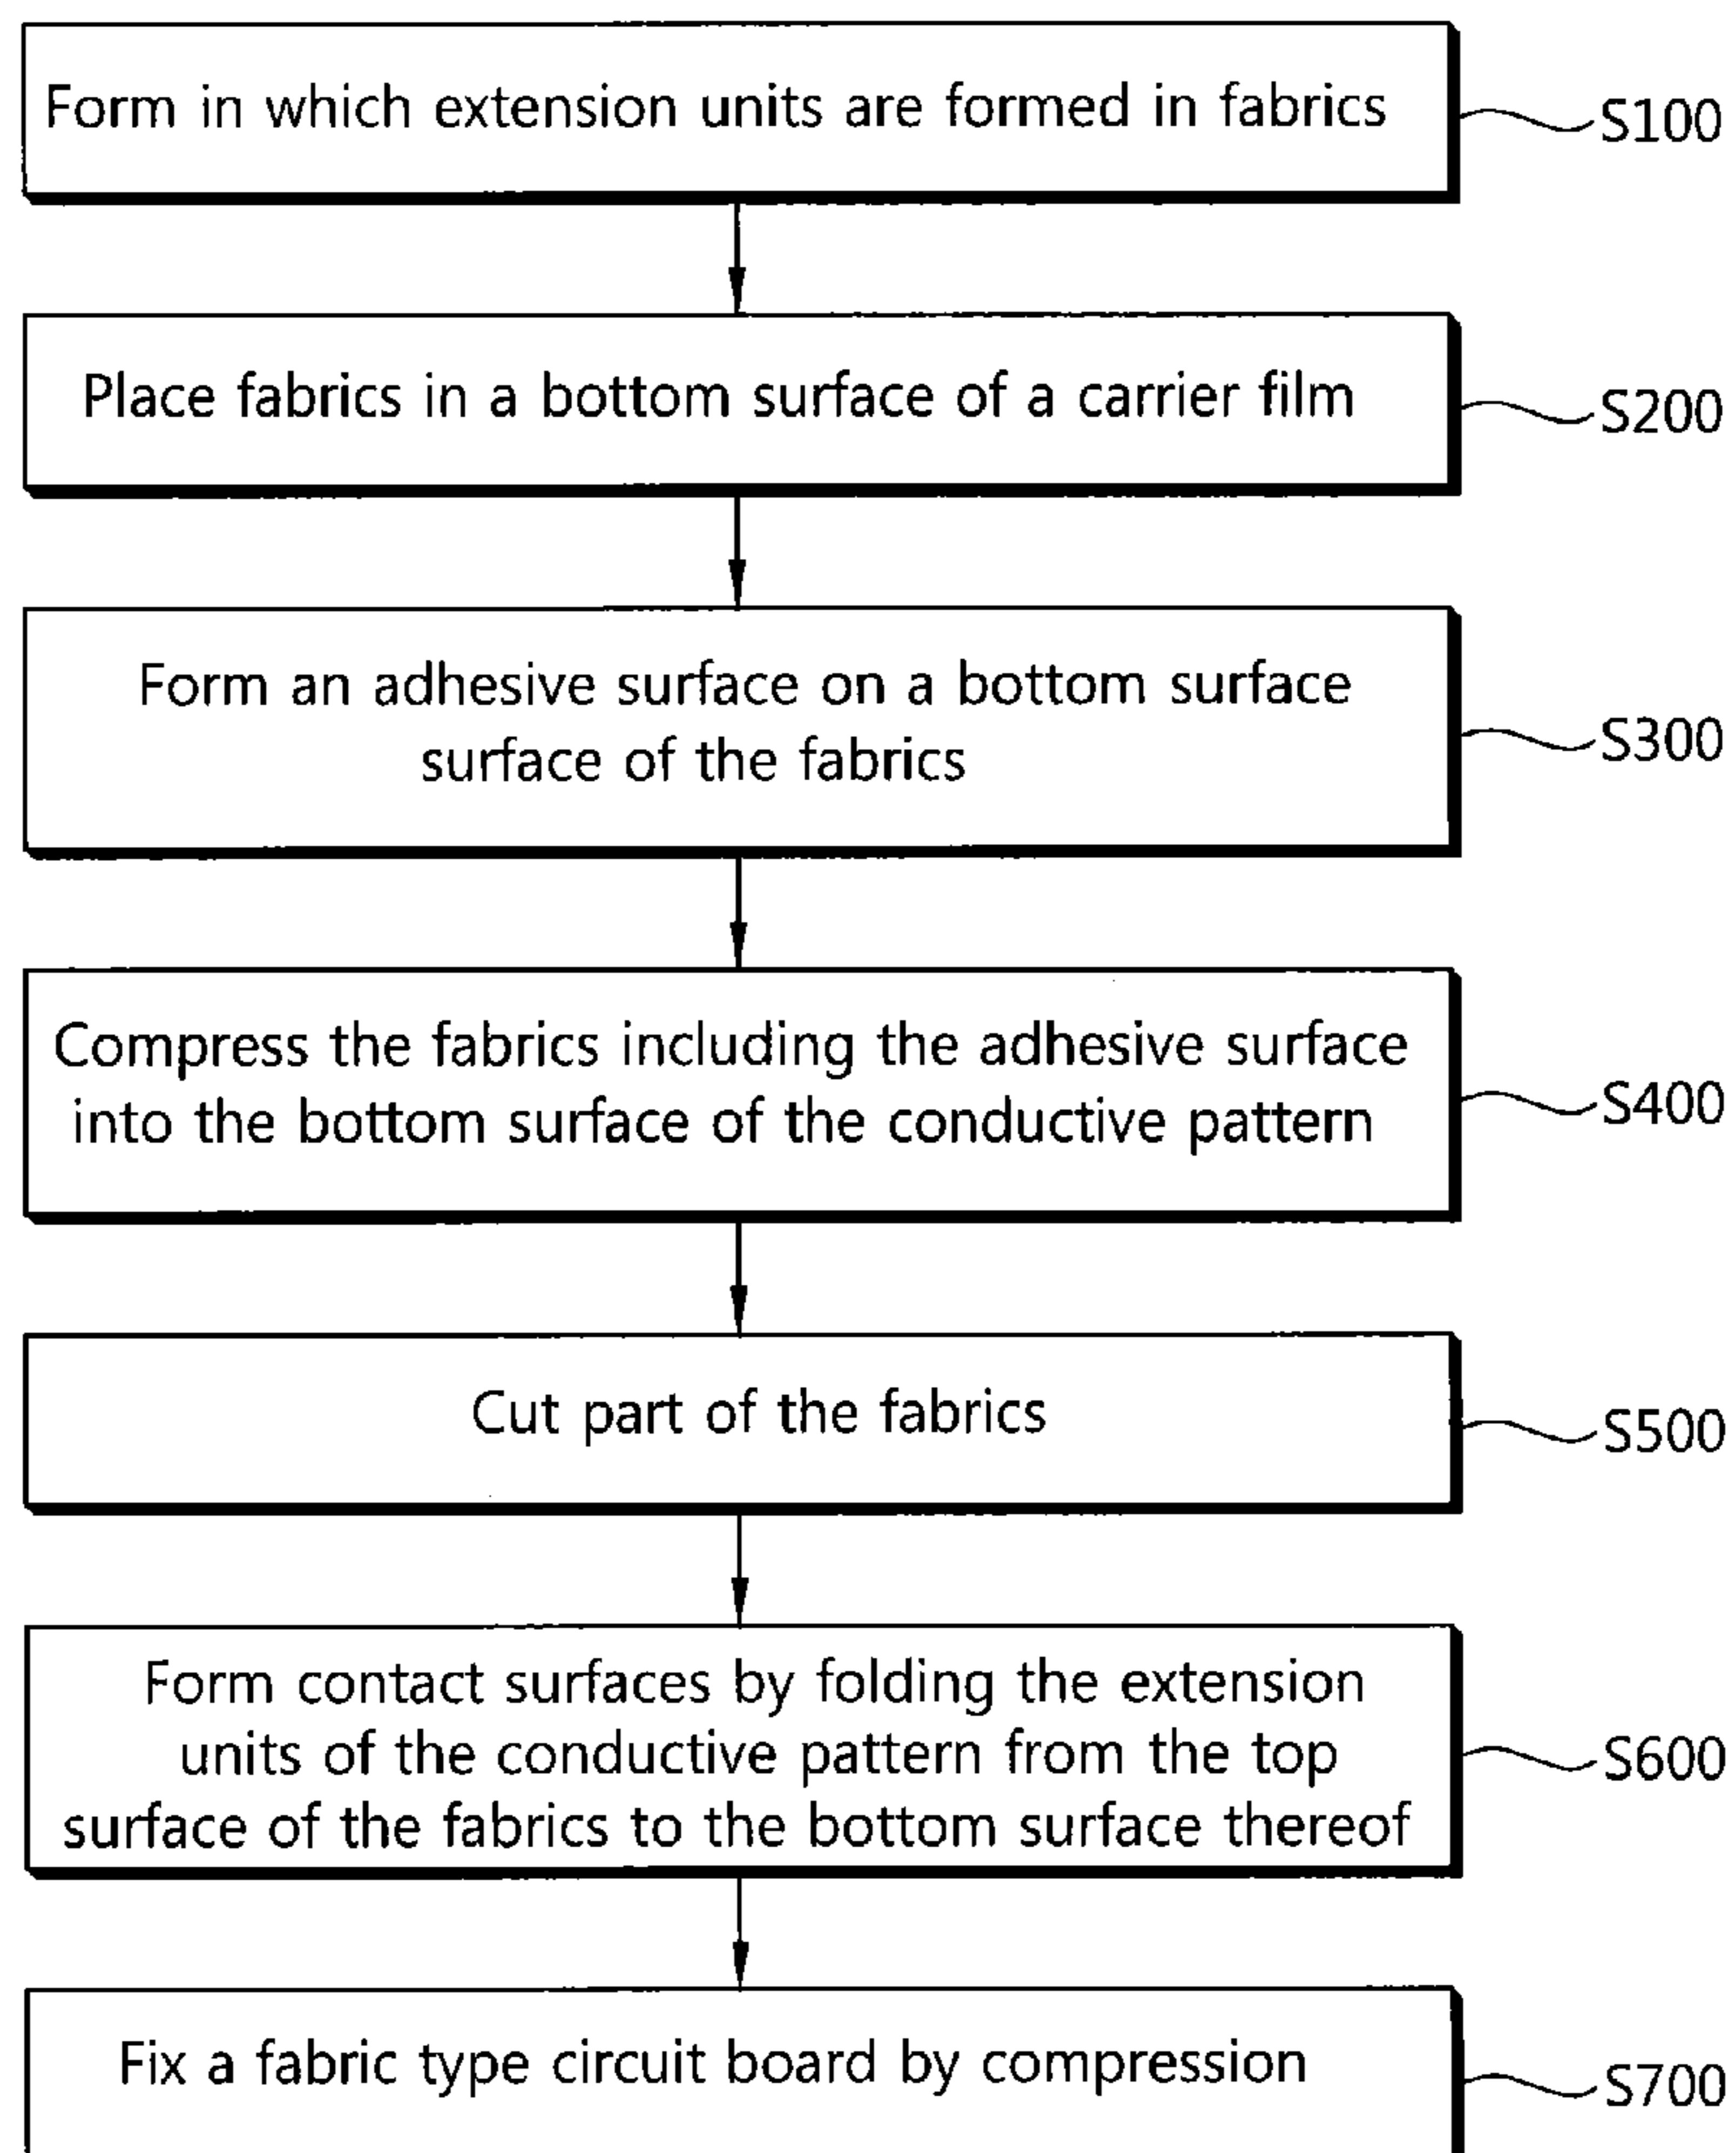 Form in which extension units are formed in fabrics
S100
Place fabrics in a bottom surface of a carrier film
S200
Form an adhesive surface on a bottom surface
surface of the fabrics
S300
Compress the fabrics including the adhesive surface
into the bottom surface of the conductive pattern
S400
Cut part of the fabrics
S500
Form contact surfaces by folding the extension
units of the conductive pattern from the top
surface of the fabrics to the bottom surface thereof
S600
Fix a fabric type circuit board by compression
S700